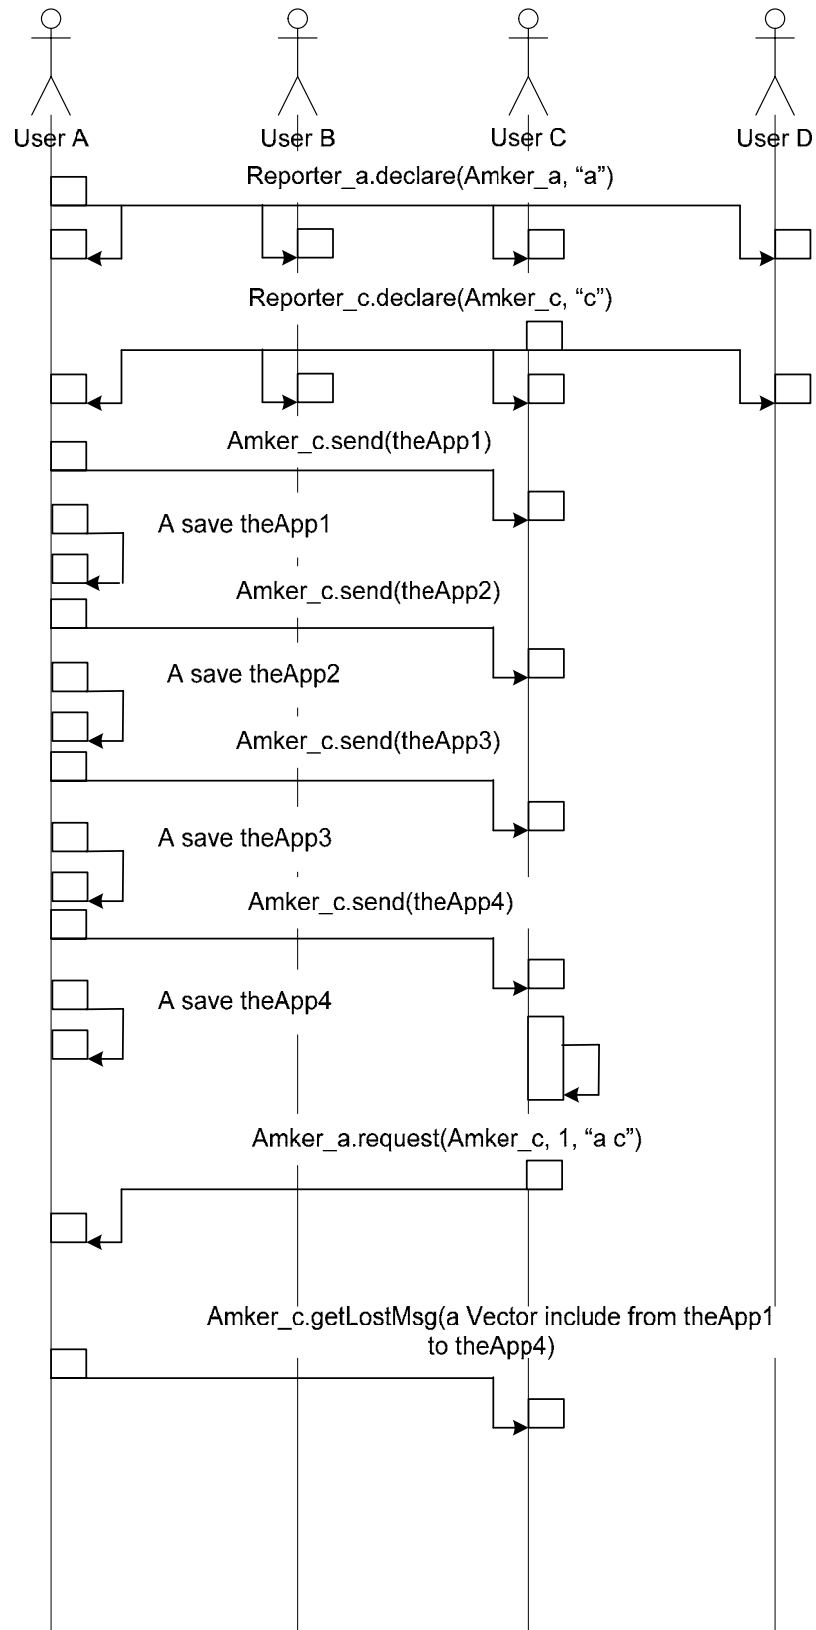 User A User B User C User D
Reporter_a.declare(Amker_a, “a”)
Reporter_c.declare(Amker_c, “c”)
Amker_c.send(theApp1)
A save theApp1
Amker_c.send(theApp2)
A save theApp2
Amker_c.send(theApp3)
A save theApp3
Amker_c.send(theApp4)
A save theApp4
Amker_a.request(Amker_c, 1, “a c”)
Amker_c.getLostMsg(a Vector include from theApp1
to theApp4)